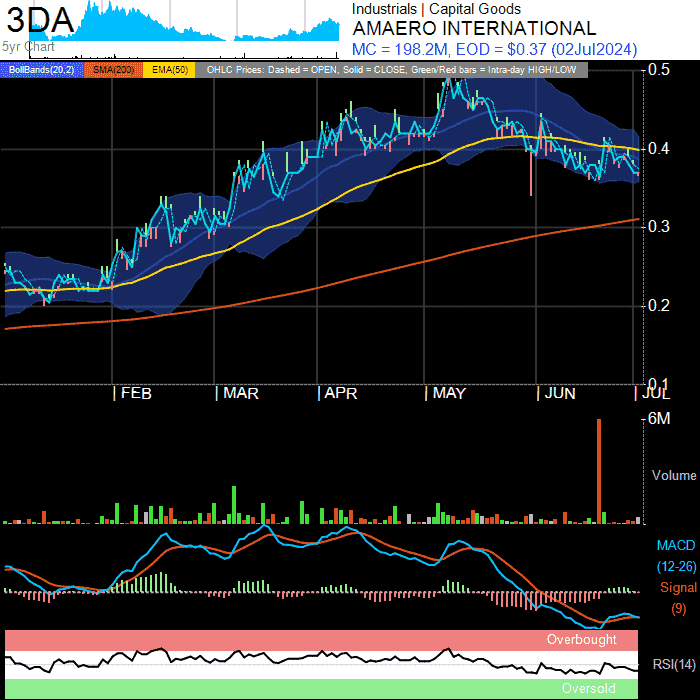 3DA
5yr Chart
Industrials | Capital Goods
AMAERO INTERNATIONAL
MC = 198.2M, EOD = $0.37 (02Jul2024)
BollBands(20,2) SMA(200) EMA(50) OHLC Prices: Dashed = OPEN, Solid = CLOSE, Green/Red bars = Intra-day HIGH/LOW
0.5
0.4
0.3
0.2
0.1
FEB MAR APR MAY JUN JUL
6M
Volume
MACD
(12-26)
Signal
(9)
Overbought
RSI(14)
Oversold